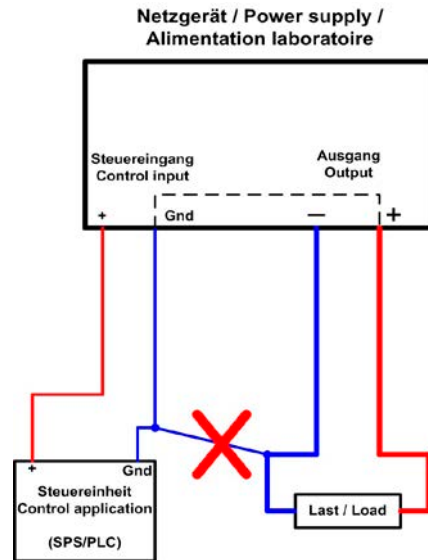 Netzgerät / Power supply /
Alimentation laboratoire
Steuereingang
Control input
Ausgang
Output
+
Gnd
—
+
+
Gnd
Steuereinheit
Control application
(SPS/PLC)
Last / Load